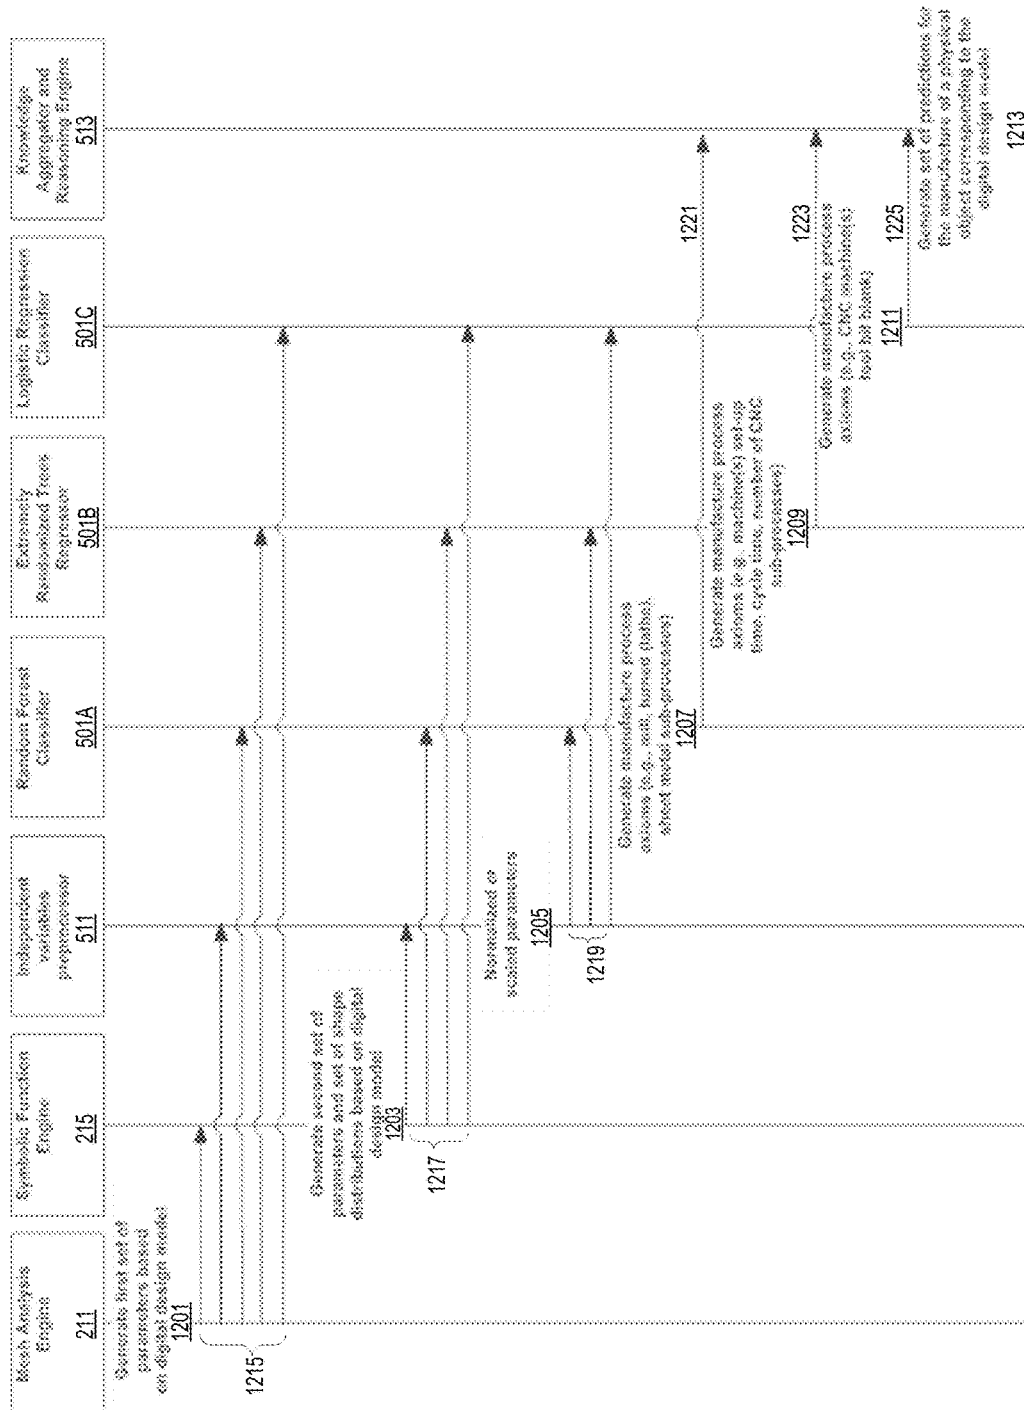 Mesh Analysis
Engine
211
Symbolic Function
Engine
215
Independent
variables
preprocessor
511
Random Forest
Classifier
501A
Extremely
Randomized Trees
Regressor
501B
Logistic Regression
Classifier
501C
Knowledge
Aggregator and
Reasoning Engine
513
Generate first set of
parameters based
on digital design model
1201
1215
Generate second set of
parameters and set of shape
distributions based on digital
design model
1203
1217
Normalized or
scaled parameters
1205
1219
Generate manufacture process
axioms (e.g., mill, turned (lathe),
sheet metal sub-processes)
1207
1221
Generate manufacture process
axioms (e.g., machine(s) set-up
time, cycle time, number of CNC
sub-processes)
1209
1223
Generate manufacture process
axioms (e.g., CNC machine(s)
tool bit blank)
1211
1225
Generate set of predictions for
the manufacture of a physical
object corresponding to the
digital design model
1213